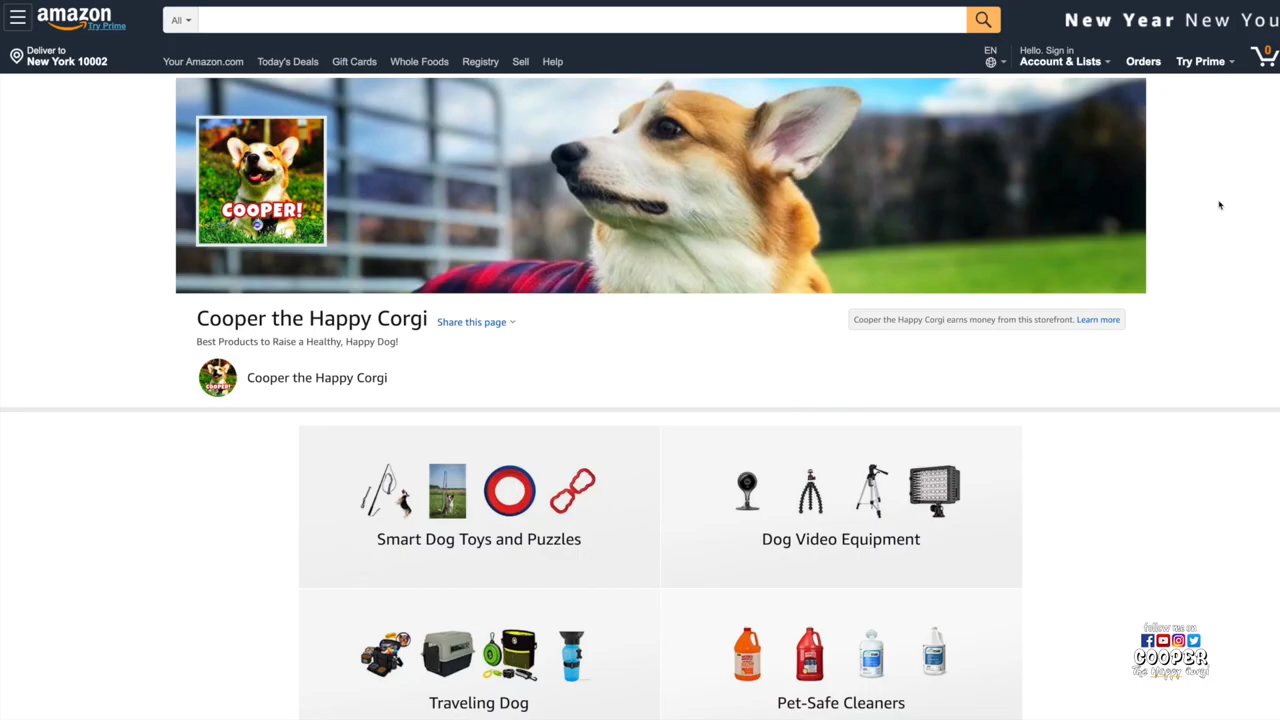 amazon
Try Prime
All
New Year New You
Deliver to
New York 10002
Your Amazon.com
Today's Deals
Gift Cards
Whole Foods
Registry
Sell
Help
EN
Hello. Sign in
Account & Lists
Orders
Try Prime
0
COOPER!
Cooper the Happy Corgi
Share this page
Cooper the Happy Corgi earns money from this storefront. Learn more
Best Products to Raise a Healthy, Happy Dog!
COOPER!
Cooper the Happy Corgi
Smart Dog Toys and Puzzles
Dog Video Equipment
Traveling Dog
Pet-Safe Cleaners
follow me on
COOPER
The Happy Corgi